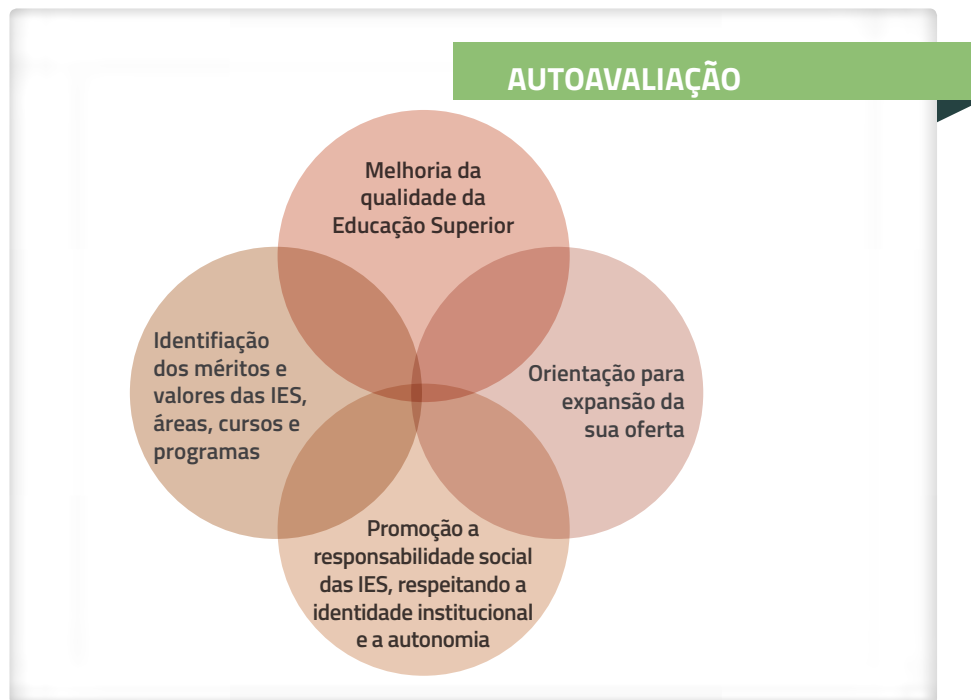 AUTOAVALIAÇÃO
Melhoria da
qualidade da
Educação Superior
Identifiação
dos méritos e
valores das IES,
áreas, cursos e
programas
Orientação para
expansão da
sua oferta
Promoção a
responsabilidade social
das IES, respeitando a
identidade institucional
e a autonomia